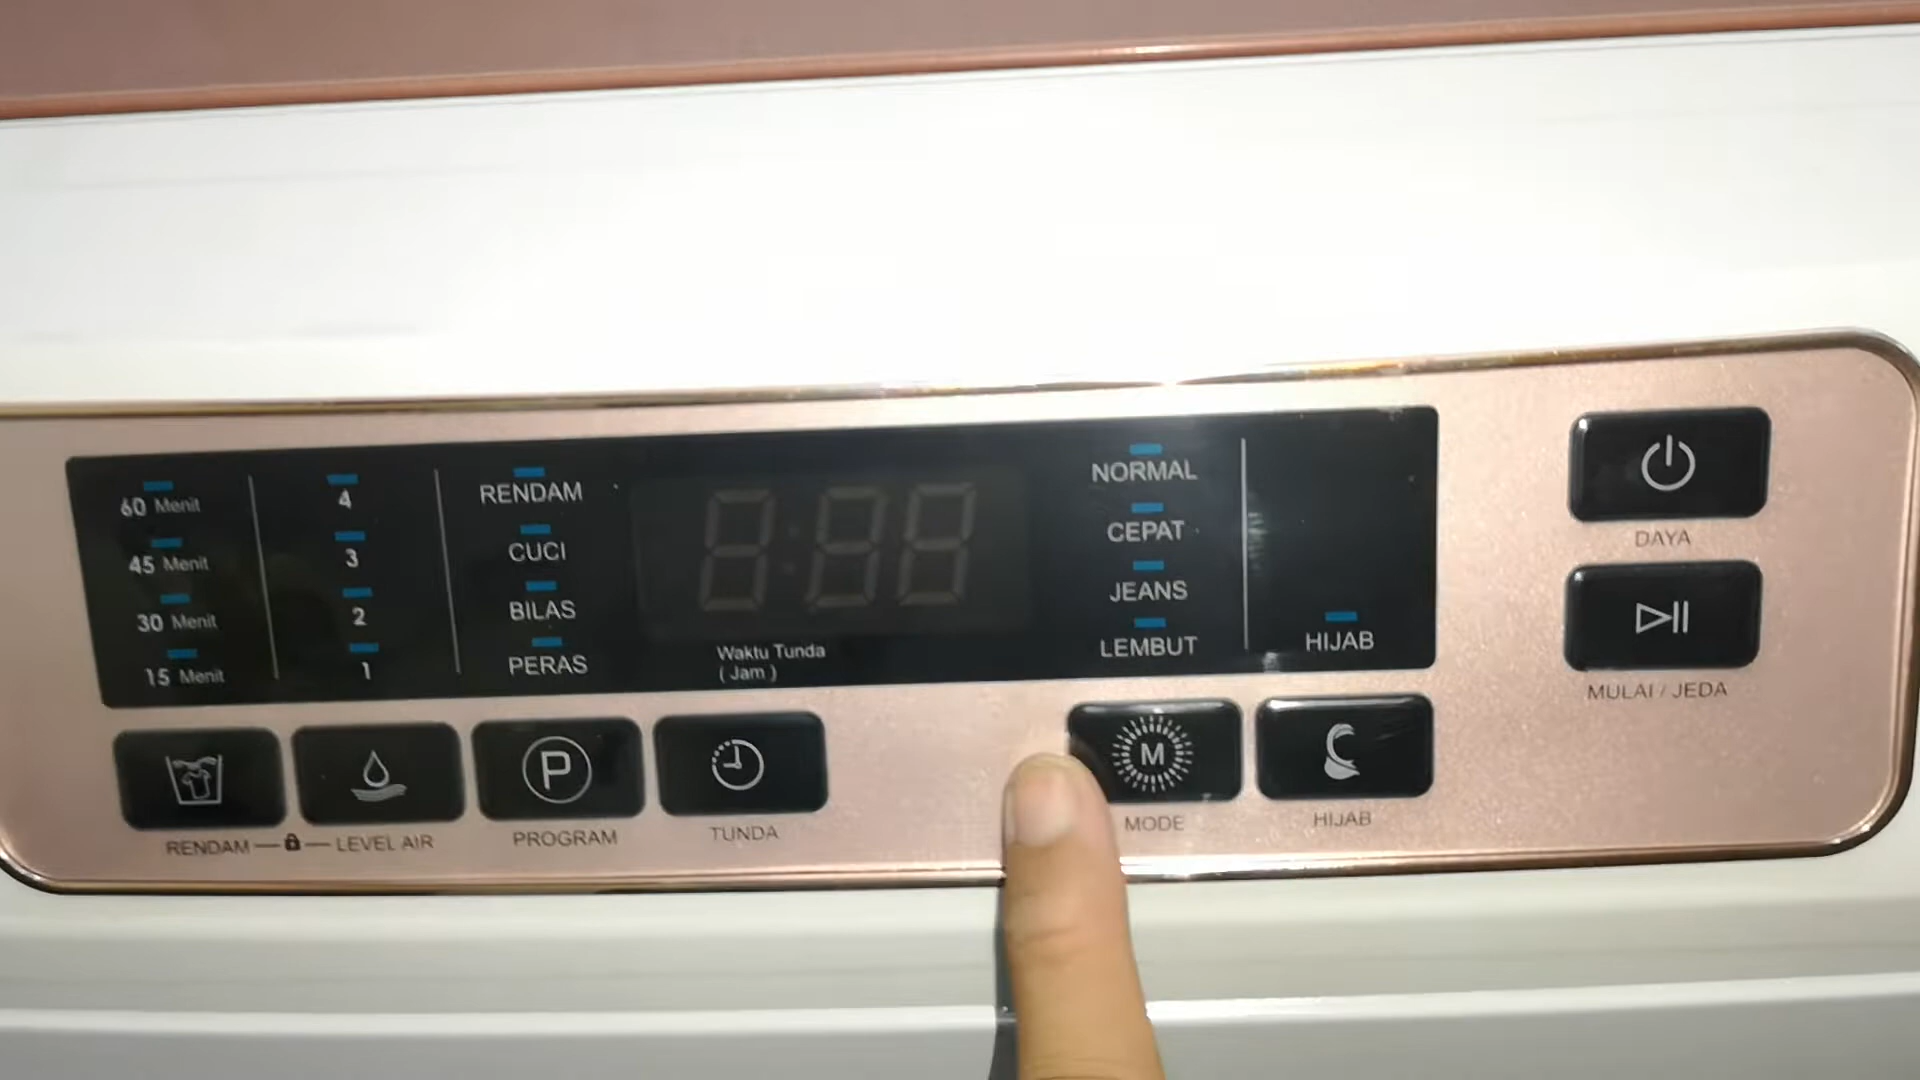 60 Menit
45 Menit
30 Menit
15 Menit
4
3
2
1
RENDAM
CUCI
BILAS
PERAS
Waktu Tunda
( Jam )
NORMAL
CEPAT
JEANS
LEMBUT
HIJAB
DAYA
MULAI / JEDA
P
M
RENDAM
LEVEL AIR
PROGRAM
TUNDA
MODE
HIJAB